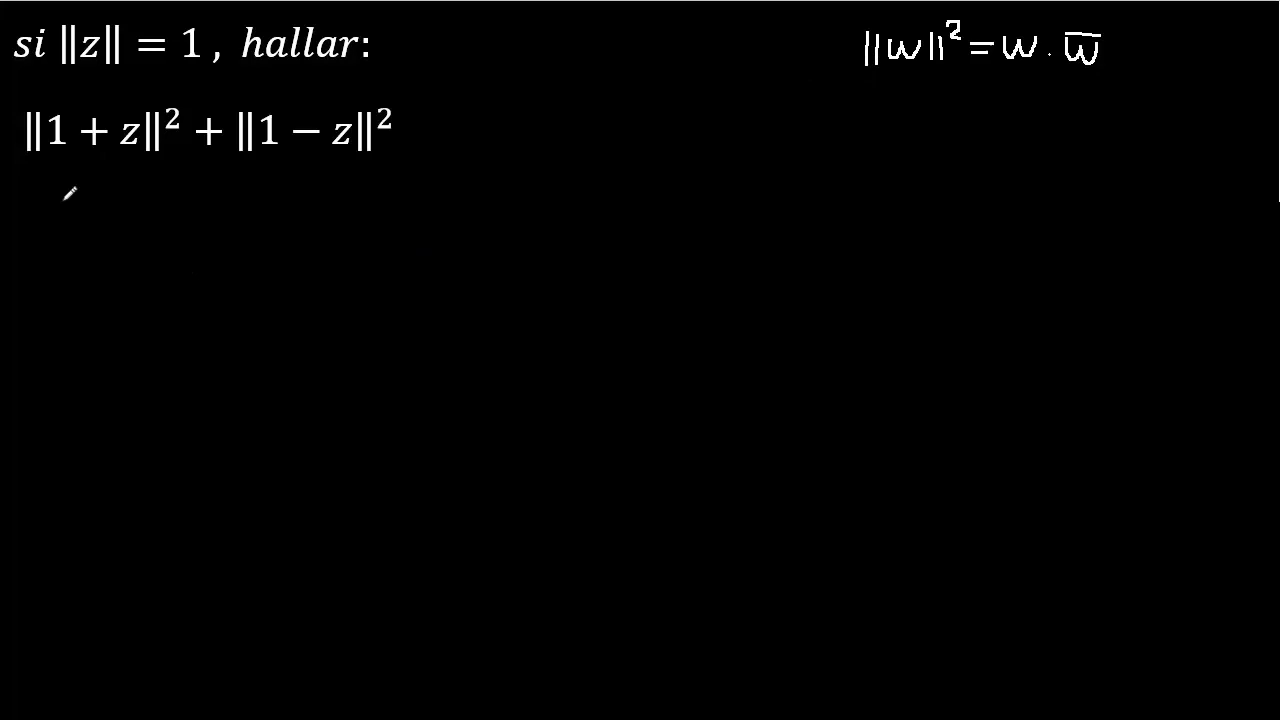 si ‖z‖ = 1 , hallar:
‖w‖² = w · w̅
‖1 + z‖² + ‖1 − z‖²